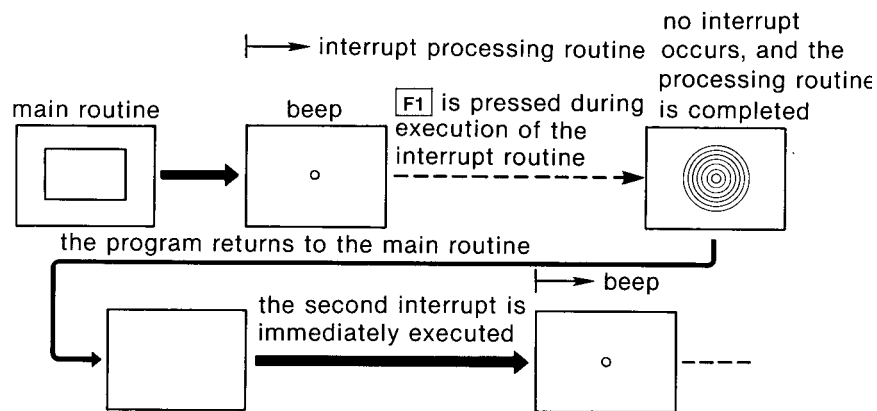 interrupt processing routine
no interrupt
occurs, and the
processing routine
is completed
main routine
beep
F1 is pressed during
execution of the
interrupt routine
the program returns to the main routine
the second interrupt is
immediately executed
beep